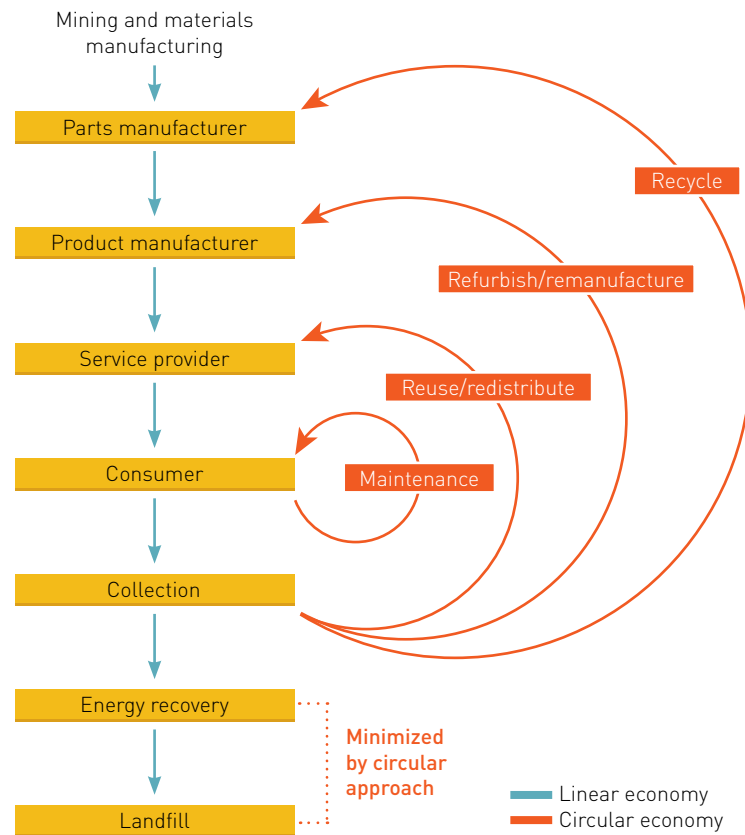 Mining and materials
manufacturing
Parts manufacturer
Recycle
Product manufacturer
Refurbish/remanufacture
Service provider
Reuse/redistribute
Consumer
Maintenance
Collection
Energy recovery
Minimized
by circular
approach
Landfill
Linear economy
Circular economy